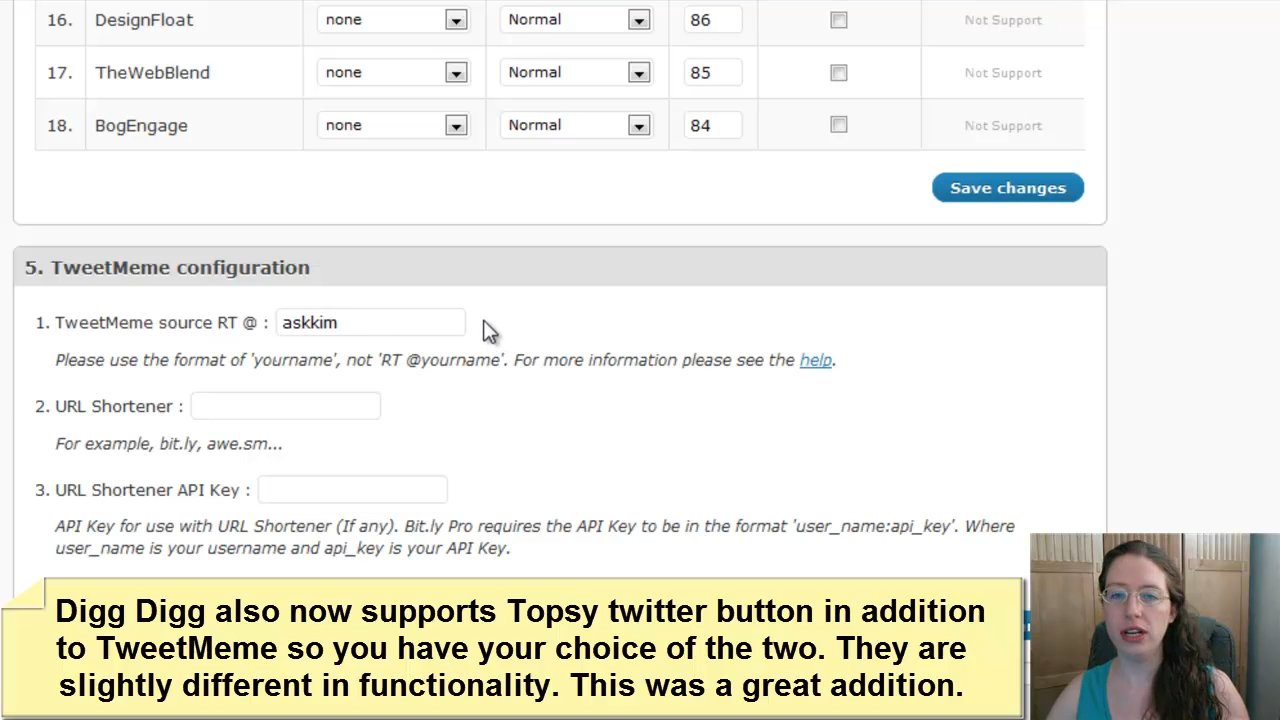 16. DesignFloat none Normal 86 Not Support
17. TheWebBlend none Normal 85 Not Support
18. BogEngage none Normal 84 Not Support
Save changes
5. TweetMeme configuration
1. TweetMeme source RT @ : askkim
Please use the format of 'yourname', not 'RT @yourname'. For more information please see the help.
2. URL Shortener :
For example, bit.ly, awe.sm...
3. URL Shortener API Key :
API Key for use with URL Shortener (If any). Bit.ly Pro requires the API Key to be in the format 'user_name:api_key'. Where
user_name is your username and api_key is your API Key.
Digg Digg also now supports Topsy twitter button in addition
to TweetMeme so you have your choice of the two. They are
slightly different in functionality. This was a great addition.